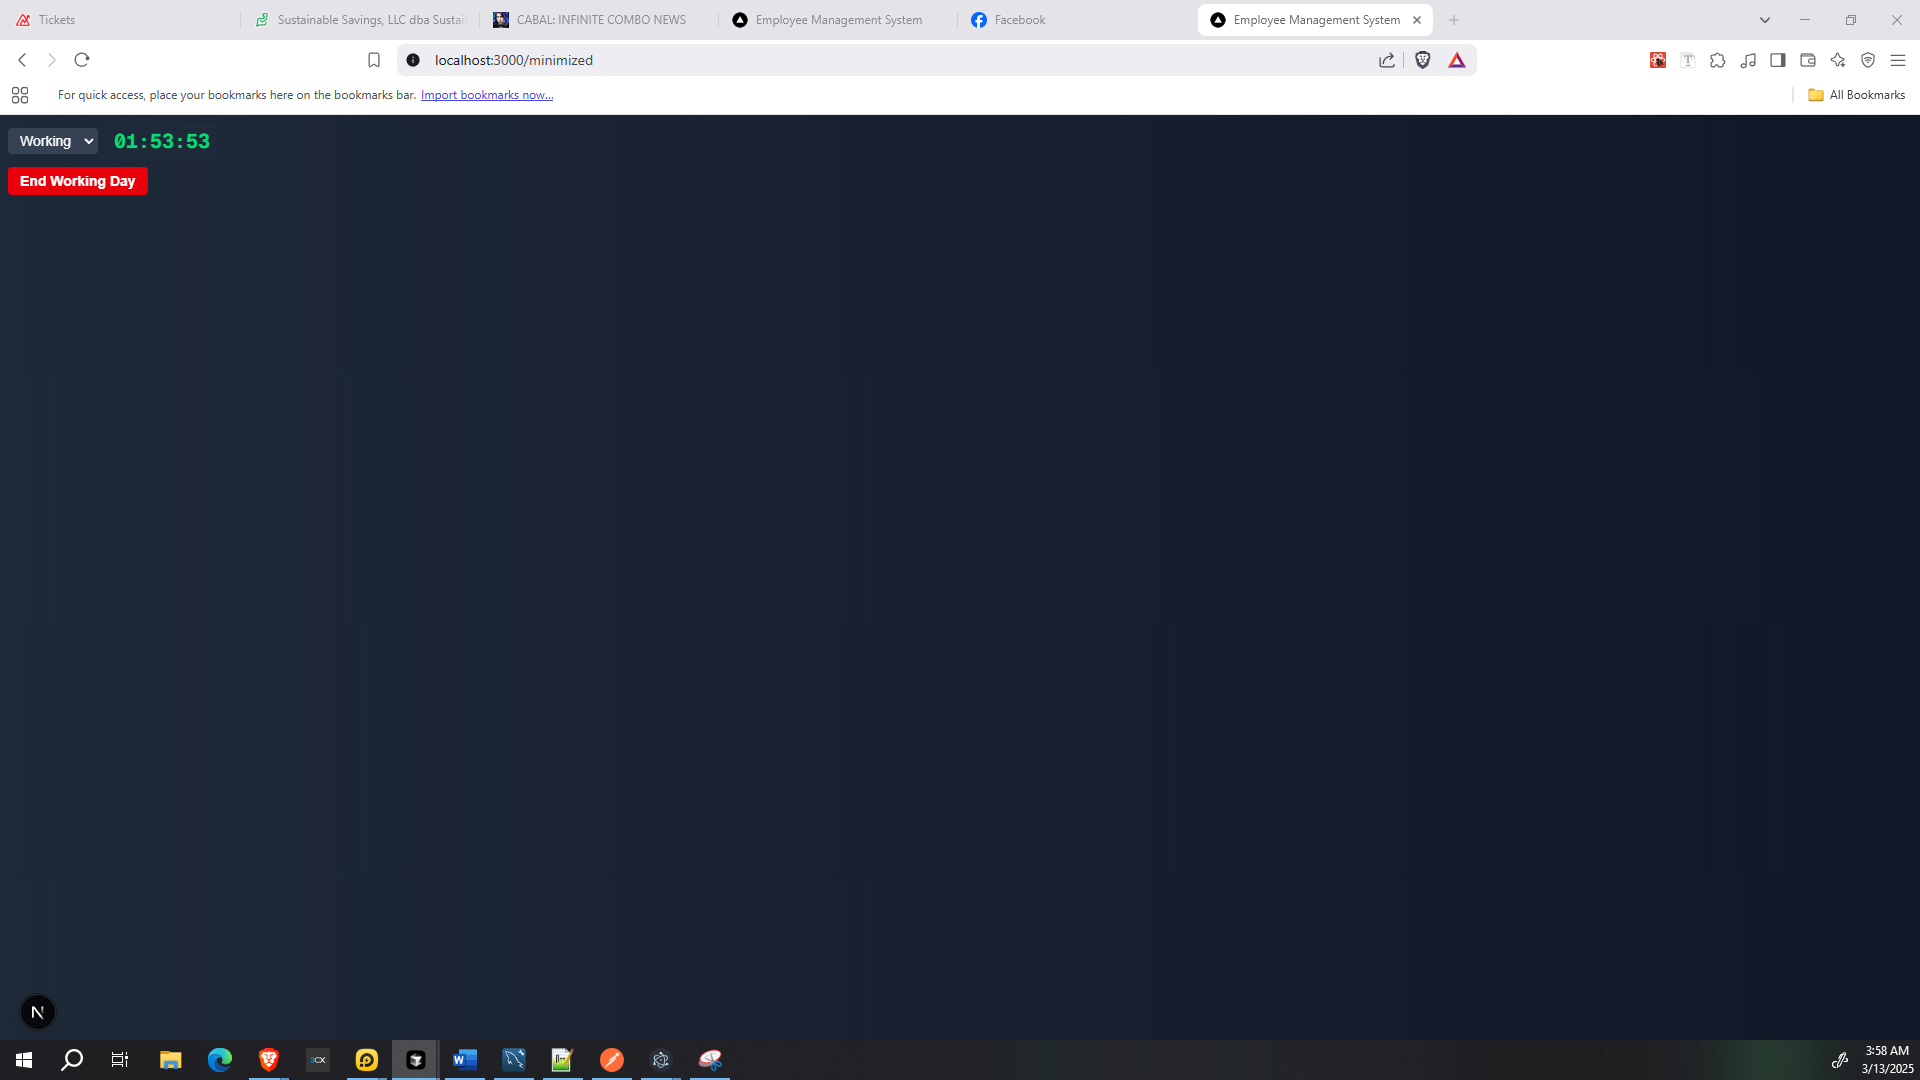 Tickets
Sustainable Savings, LLC dba Sustai
CABAL: INFINITE COMBO NEWS
Employee Management System
Facebook
Employee Management System
localhost:3000/minimized
For quick access, place your bookmarks here on the bookmarks bar. Import bookmarks now...
All Bookmarks
Working 01:53:53
End Working Day
N
3CX
3:58 AM
3/13/2025